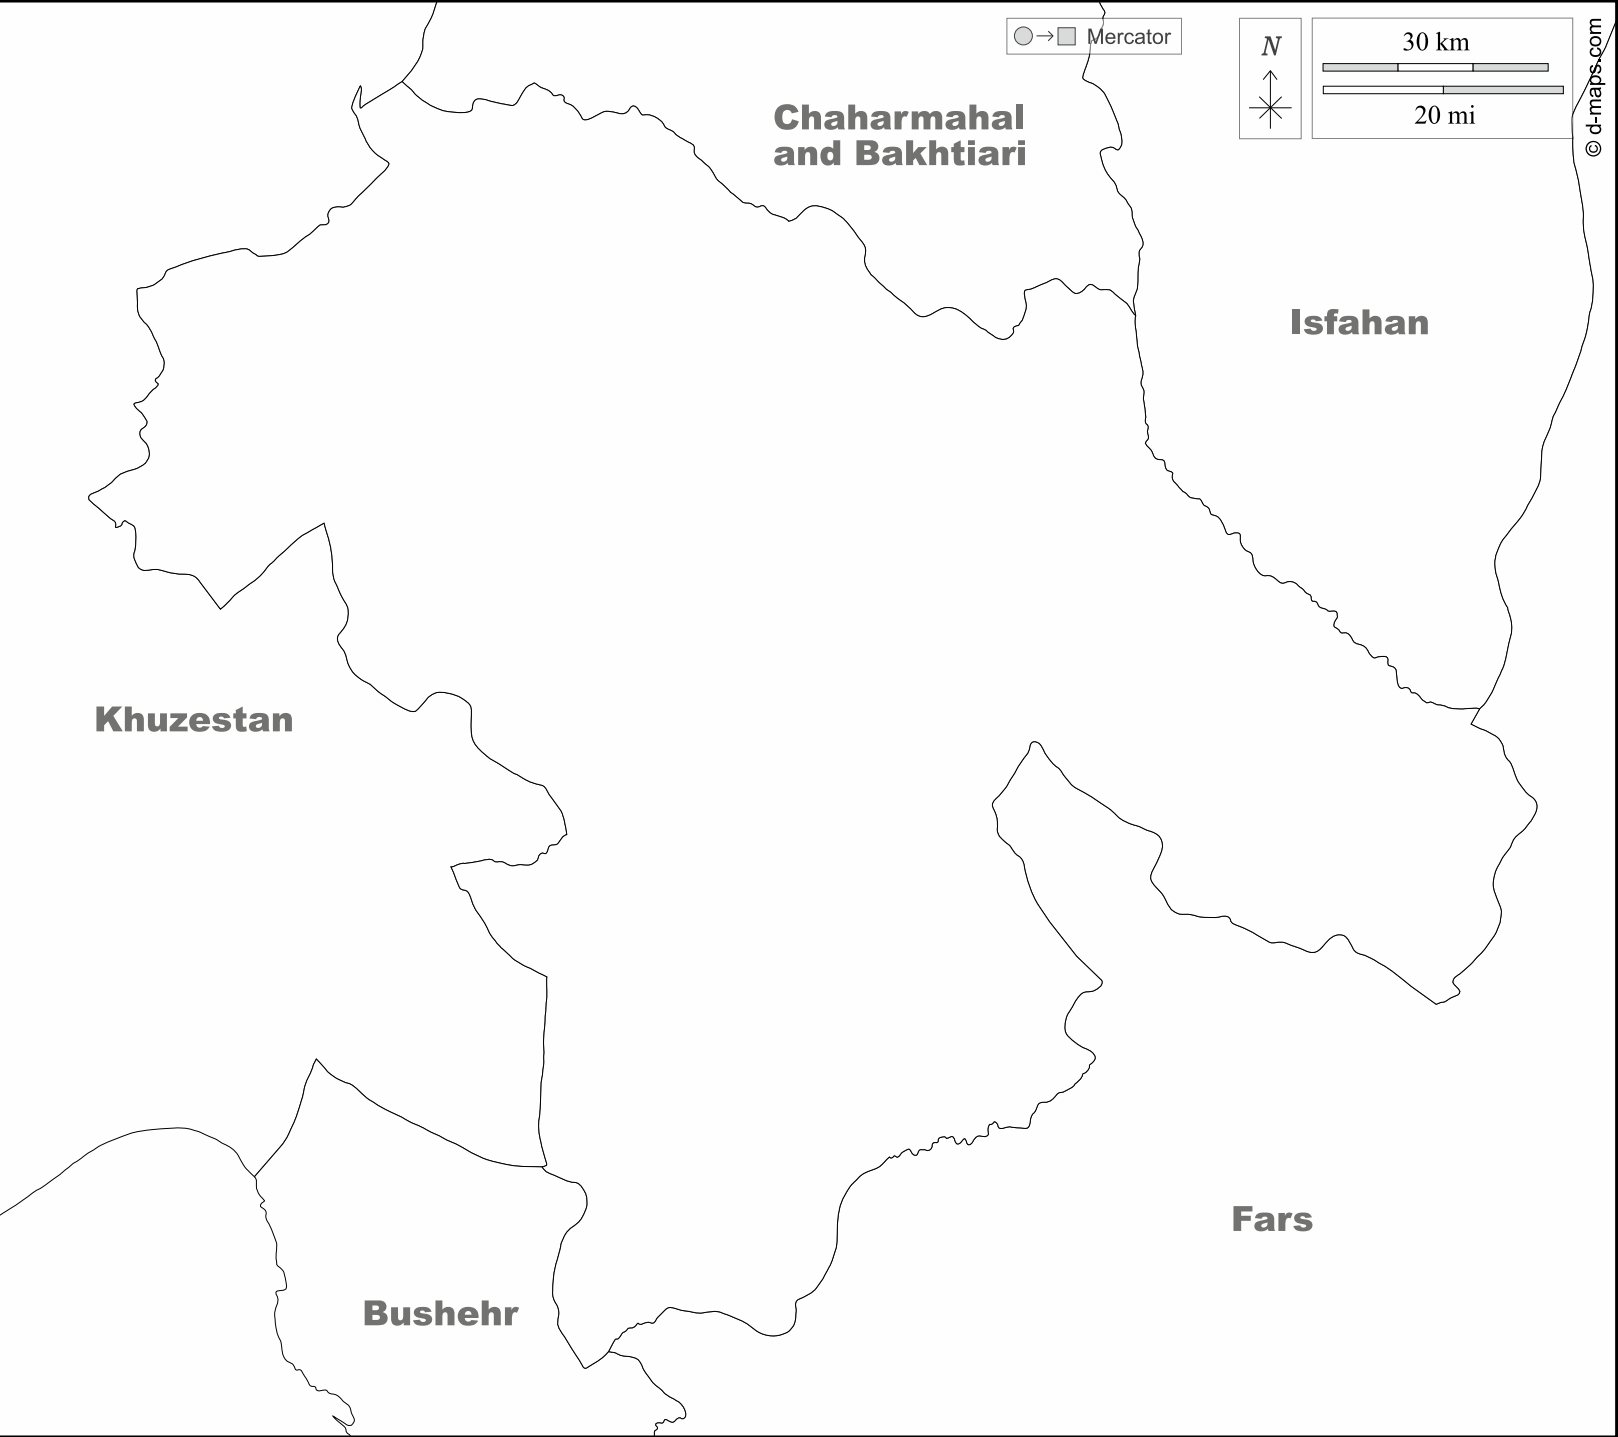 Mercator
N
30 km
20 mi
© d-maps.com
Chaharmahal
and Bakhtiari
Isfahan
Khuzestan
Fars
Bushehr